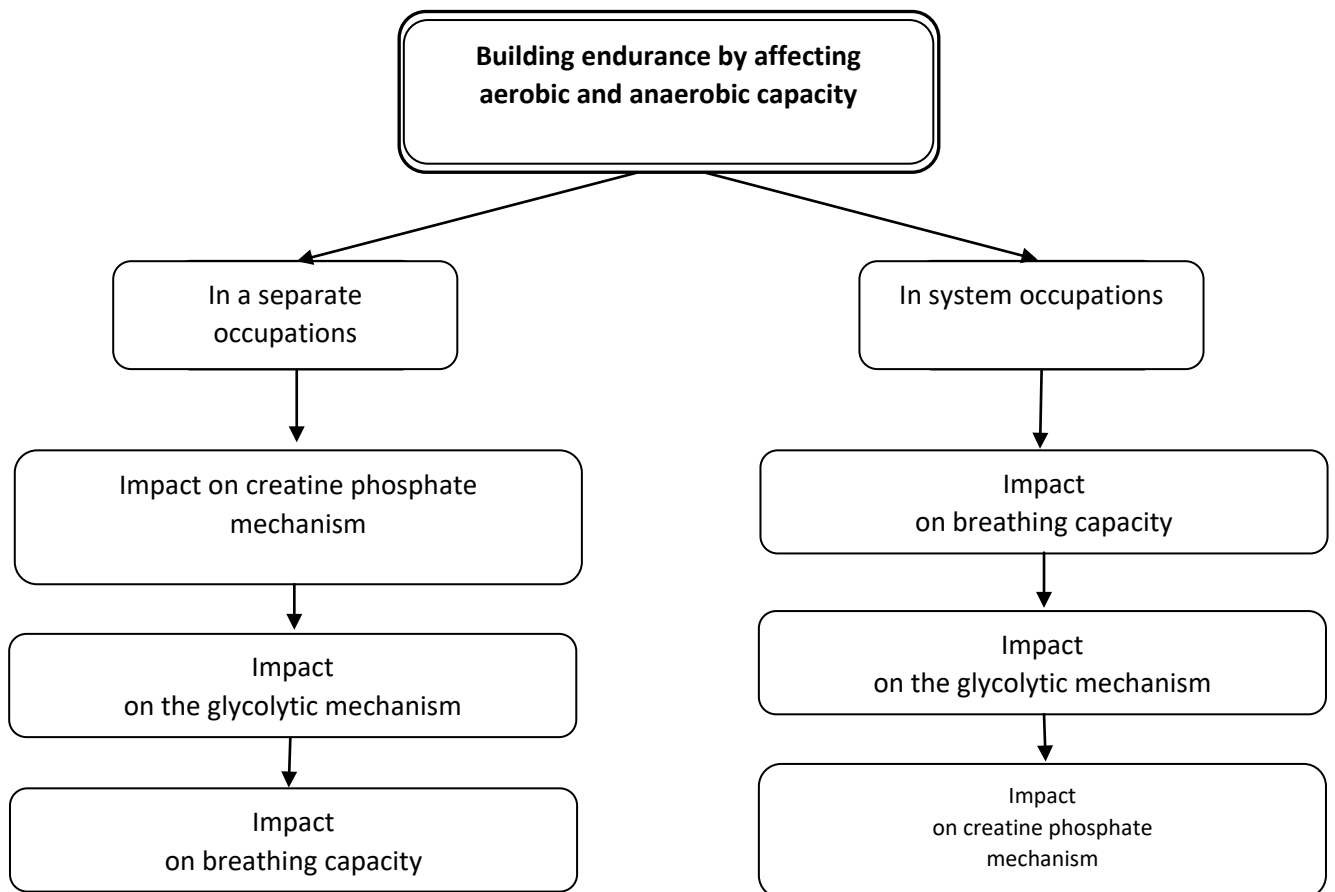 Building endurance by affecting
aerobic and anaerobic capacity
In a separate
occupations
In system occupations
Impact on creatine phosphate
mechanism
Impact
on breathing capacity
Impact
on the glycolytic mechanism
Impact
on the glycolytic mechanism
Impact
on breathing capacity
Impact
on creatine phosphate
mechanism